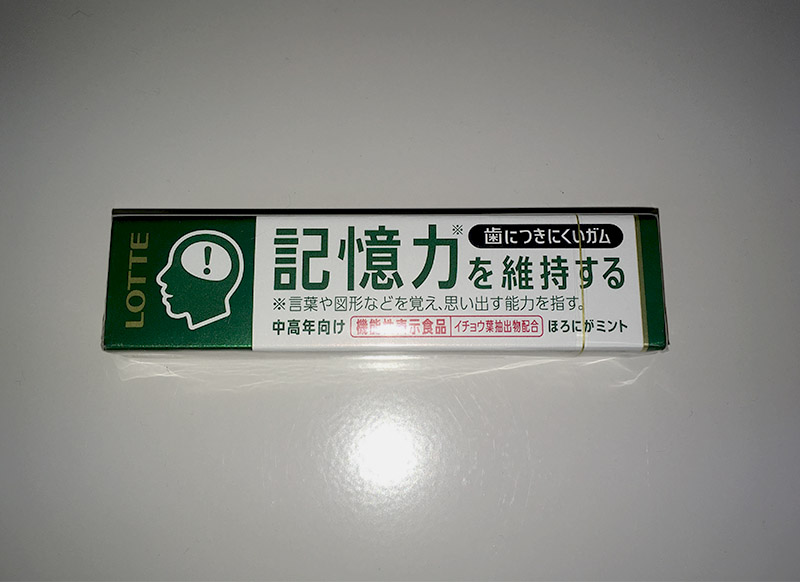 LOTTE
!
歯につきにくいガム
記憶力※を維持する
※言葉や図形などを覚え、思い出す能力を指す。
中高年向け 機能性表示食品 イチョウ葉抽出物配合 ほろにがミント